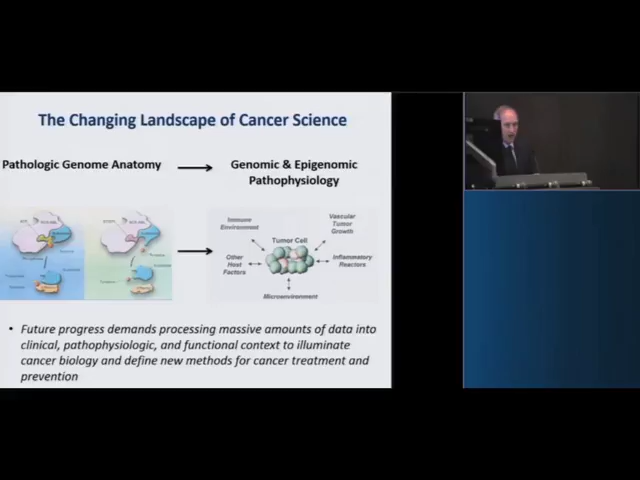 The Changing Landscape of Cancer Science
Pathologic Genome Anatomy
Genomic & Epigenomic
Pathophysiology
Immune
Environment
Vascular
Tumor
Growth
Tumor Cell
Other
Host
Factors
Inflammatory
Reactors
Microenvironment
• Future progress demands processing massive amounts of data into
clinical, pathophysiologic, and functional context to illuminate
cancer biology and define new methods for cancer treatment and
prevention